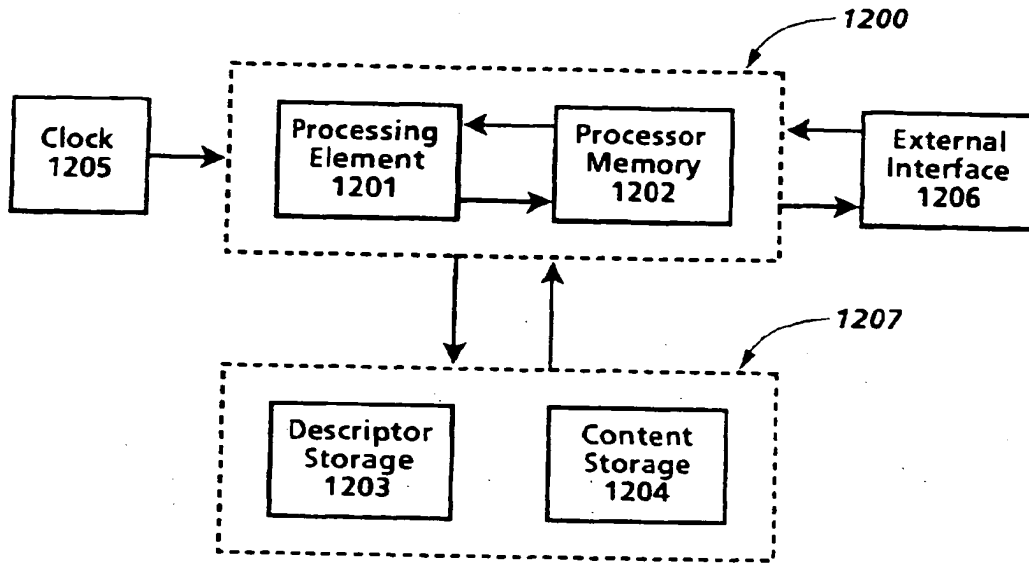 1200
Clock
1205
Processing
Element
1201
Processor
Memory
1202
External
Interface
1206
1207
Descriptor
Storage
1203
Content
Storage
1204